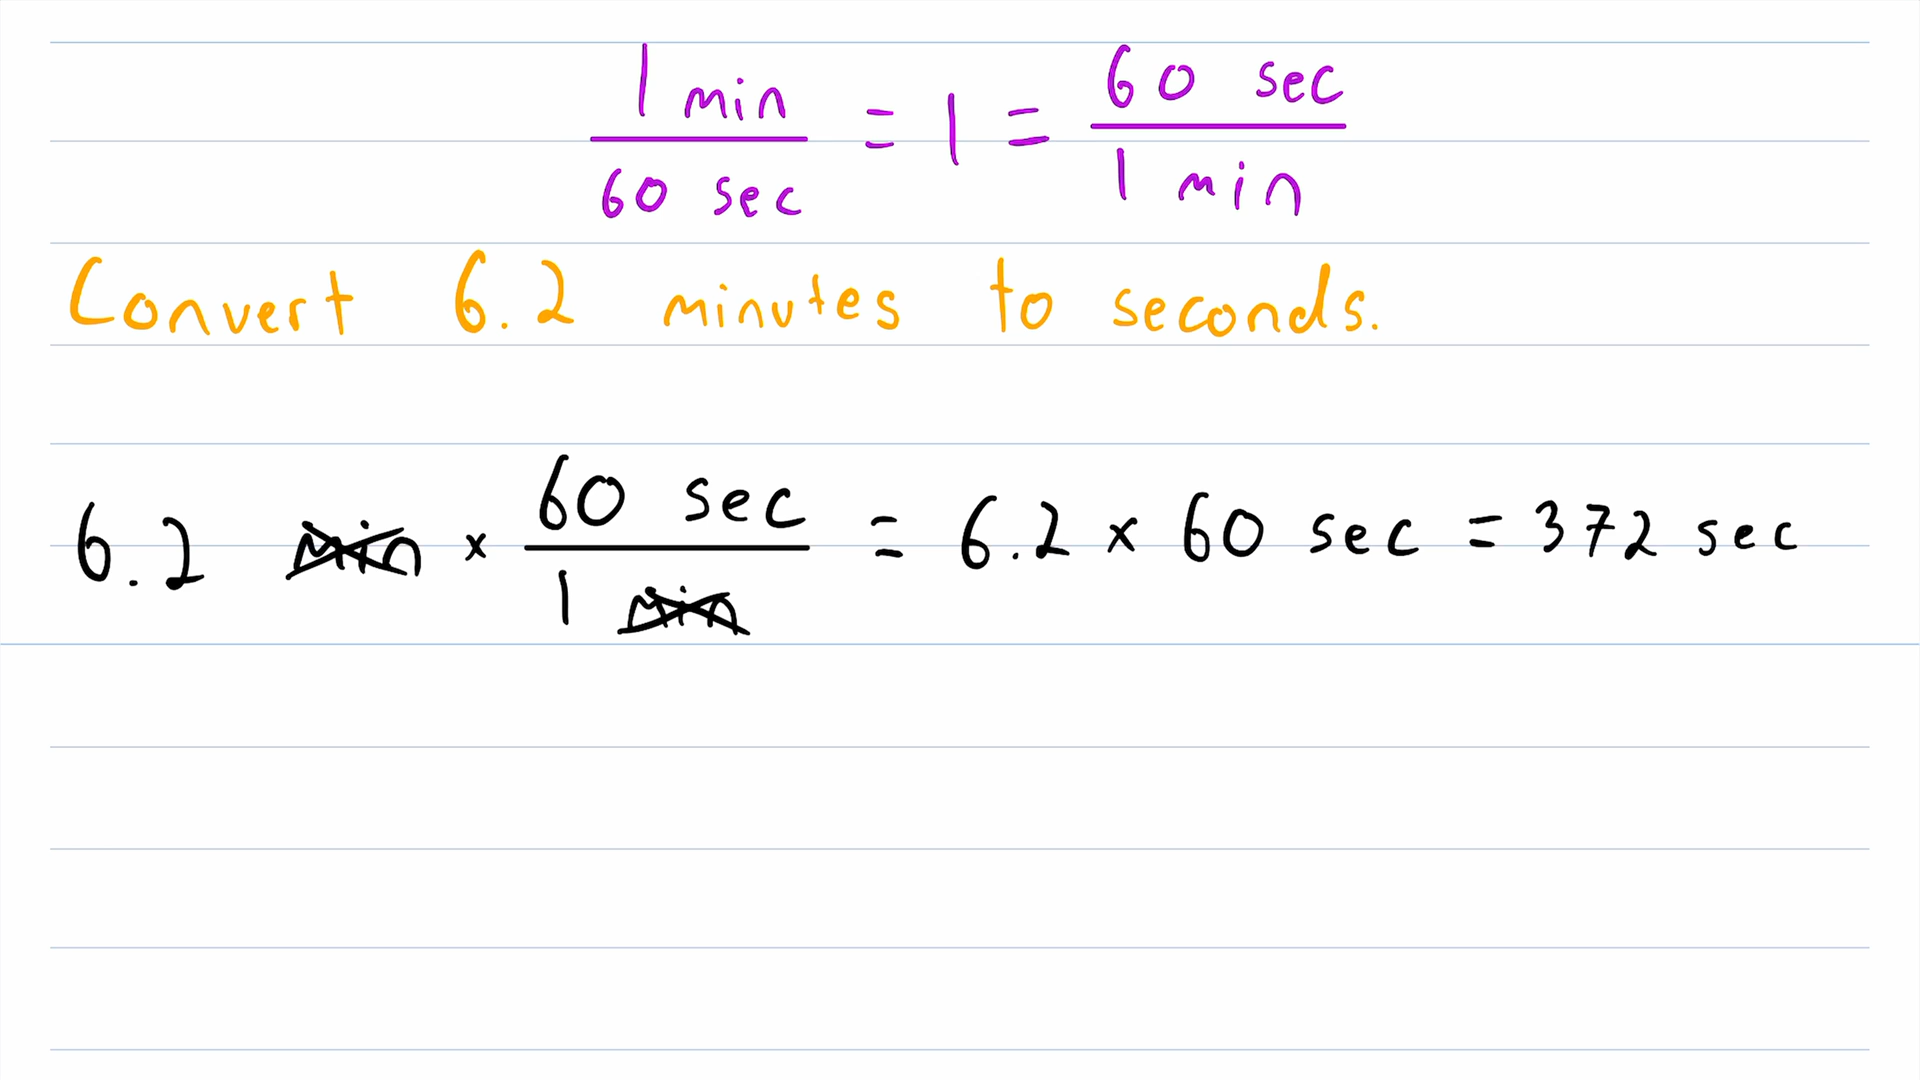 1 min / 60 sec = 1 = 60 sec / 1 min
Convert 6.2 minutes to seconds.
6.2 min × 60 sec / 1 min = 6.2 × 60 sec = 372 sec